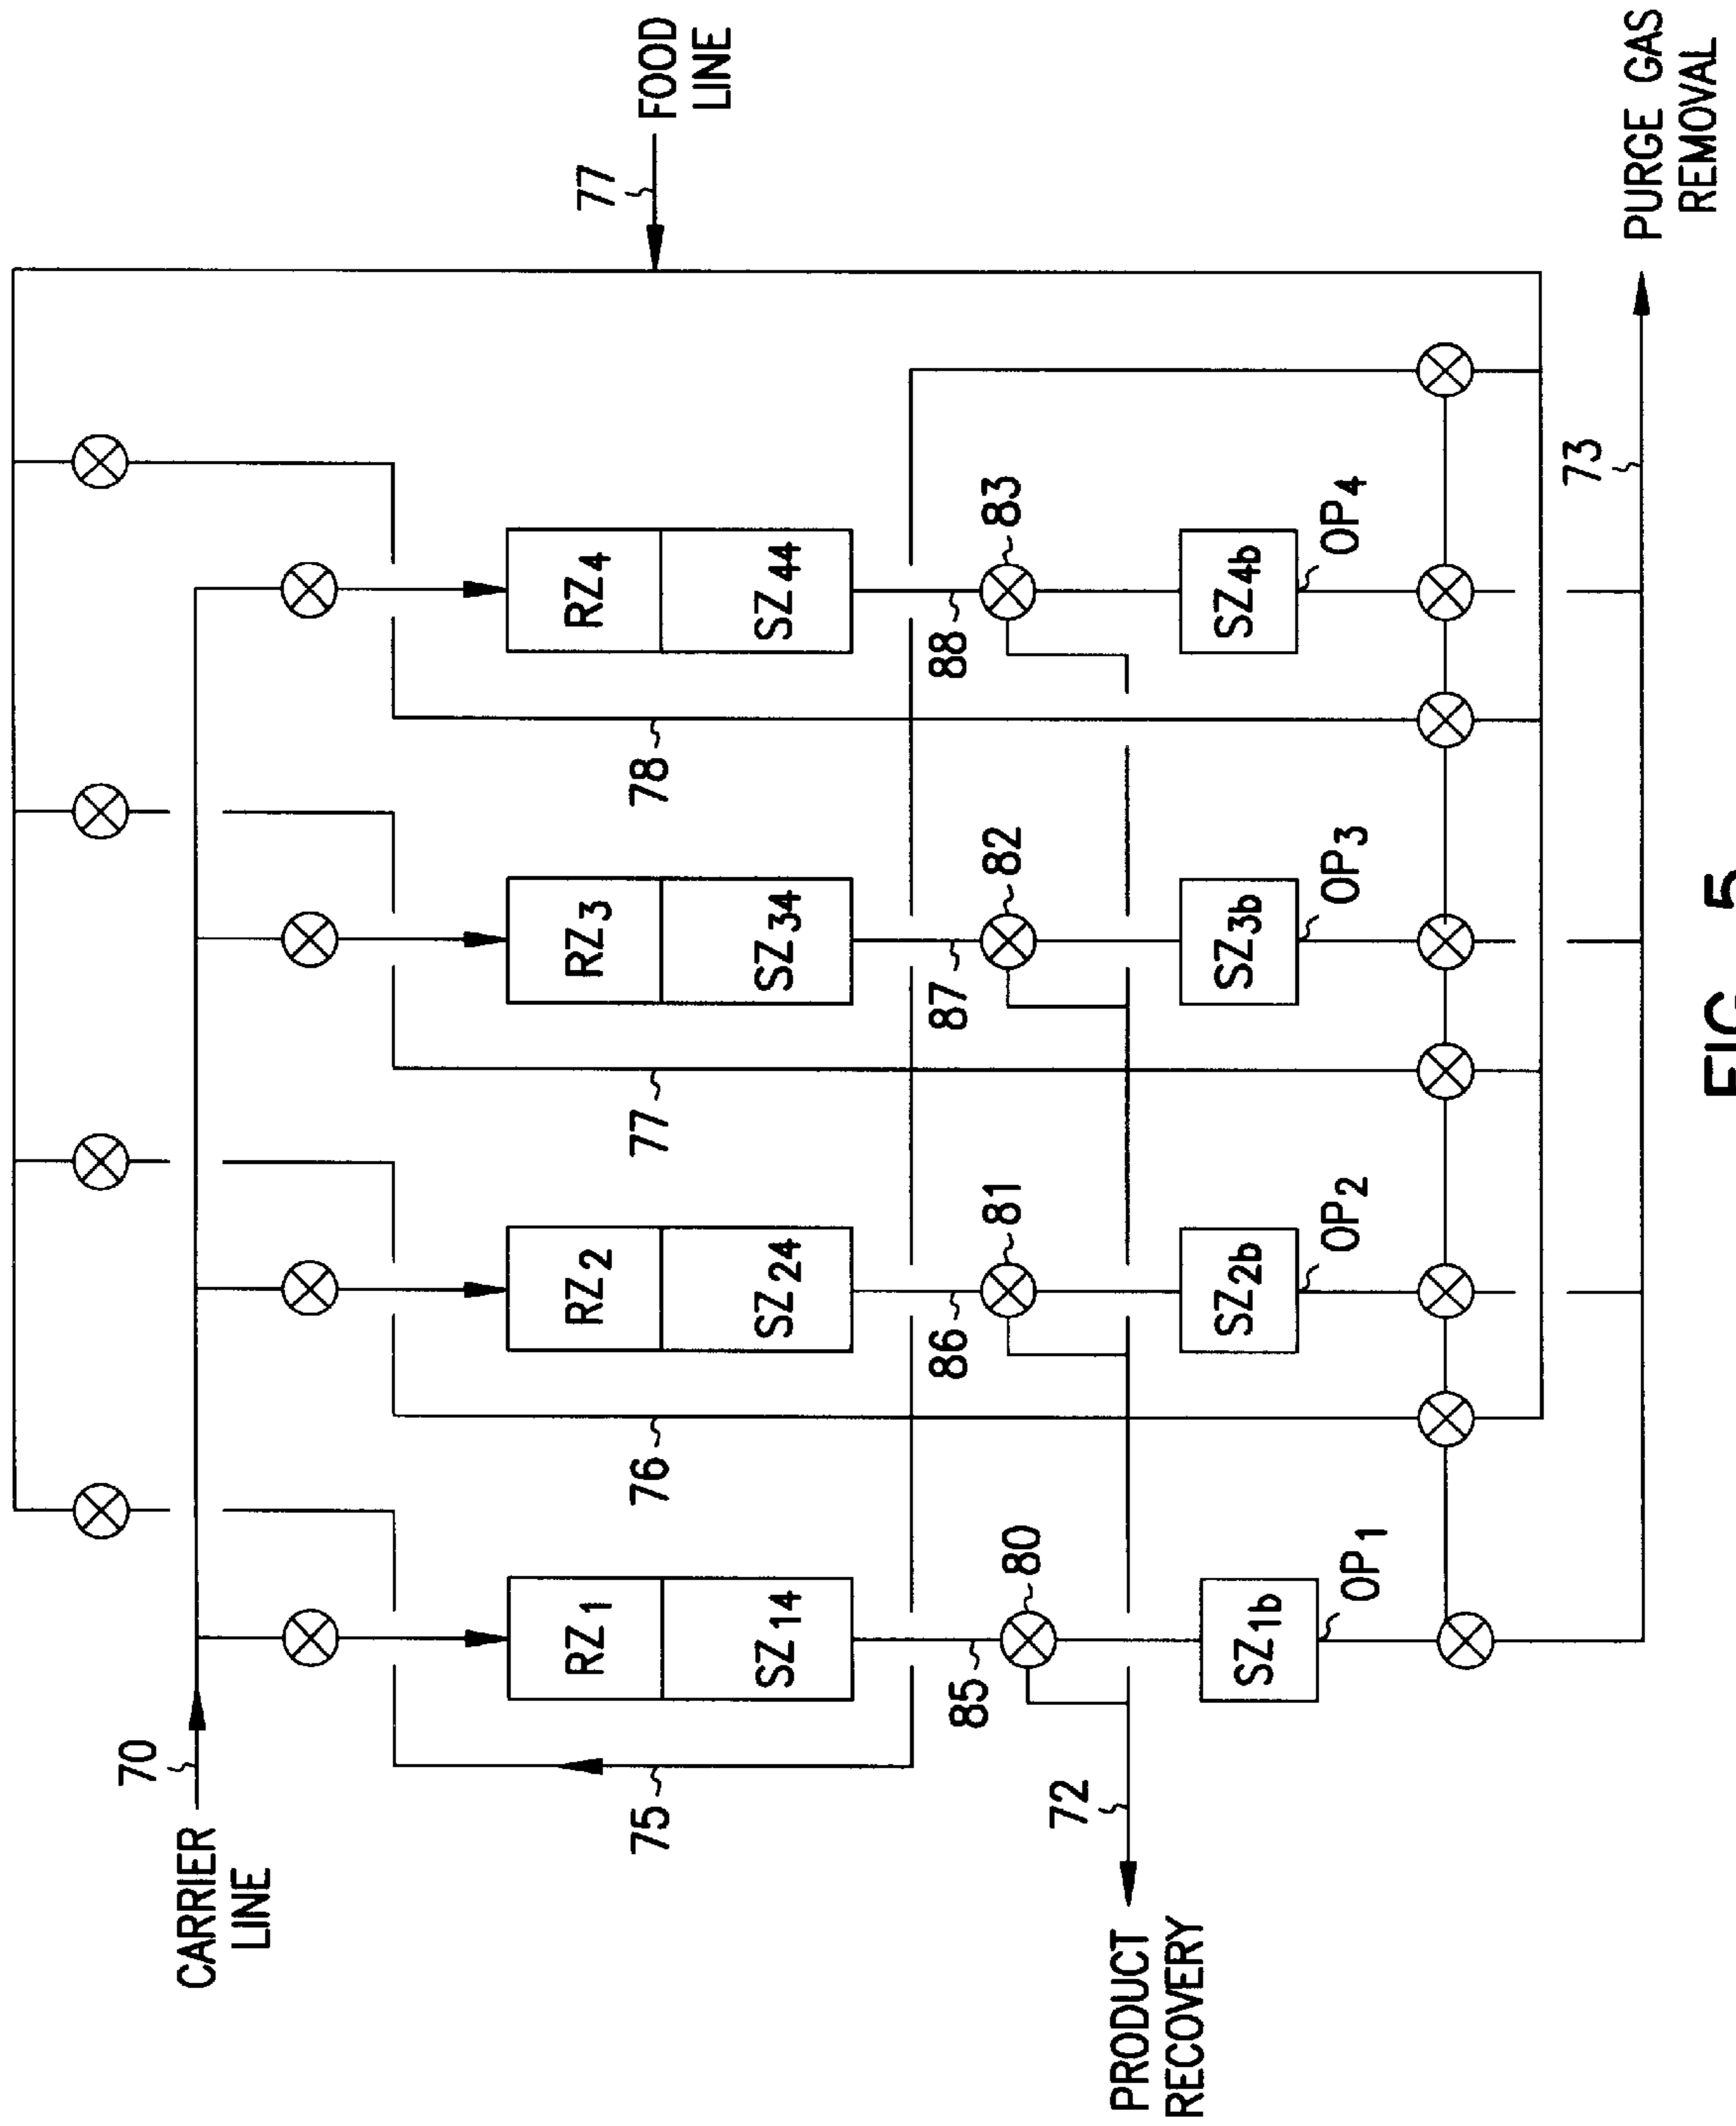 CARRIER
LINE
70
FOOD
LINE
77
RZ1
SZ14
RZ2
SZ24
RZ3
SZ34
RZ4
SZ44
75
76
77
78
85
80
86
81
87
82
88
83
72
PRODUCT
RECOVERY
SZ1b
OP1
SZ2b
OP2
SZ3b
OP3
SZ4b
OP4
73
PURGE GAS
REMOVAL
FIG. 5